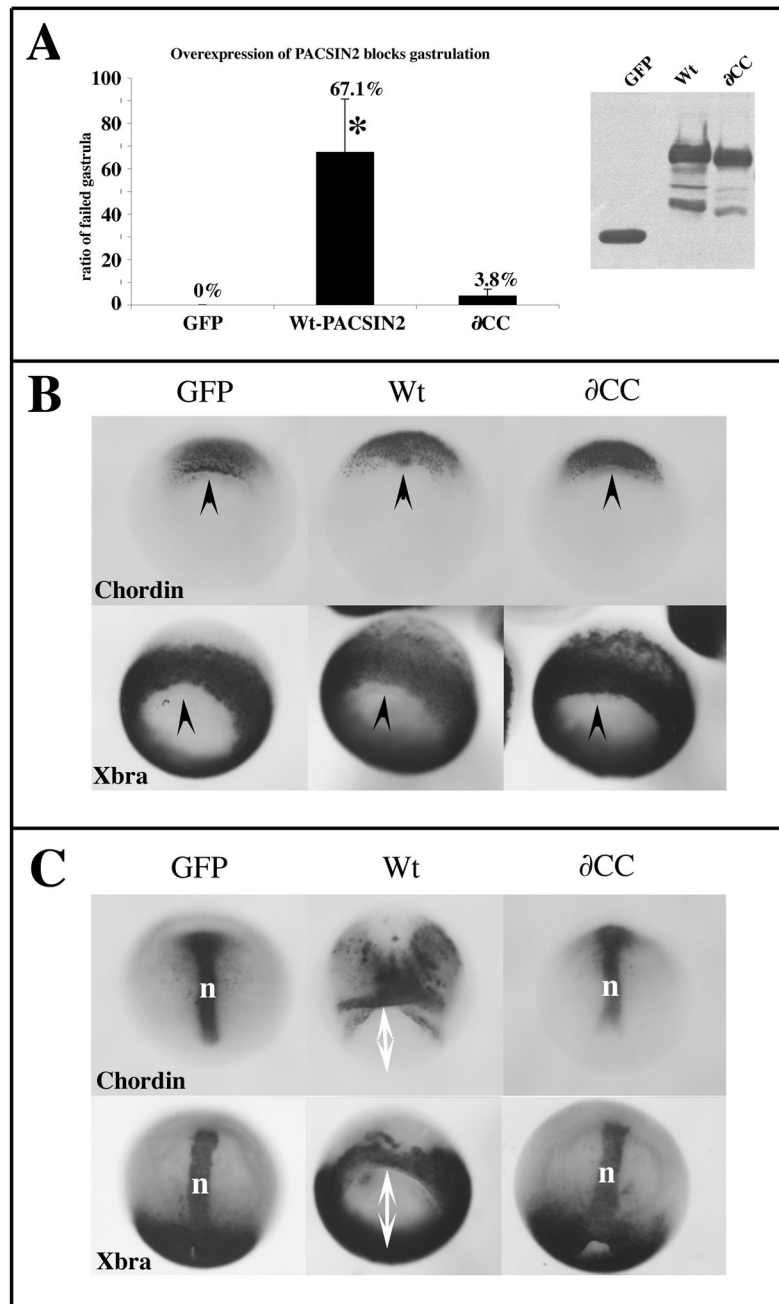 A
Overexpression of PACSIN2 blocks gastrulation
ratio of failed gastrula
100
80
60
40
20
0
0%
67.1%
*
3.8%
GFP
Wt-PACSIN2
∂CC
GFP
Wt
∂CC
B
GFP
Wt
∂CC
Chordin
Xbra
C
GFP
Wt
∂CC
n
n
Chordin
n
n
Xbra